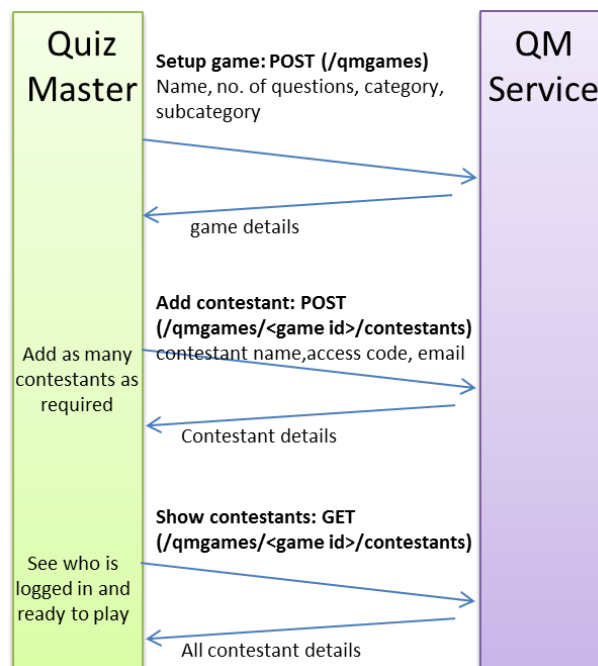 Quiz
Master
QM
Service
Setup game: POST (/qmgames)
Name, no. of questions, category,
subcategory
game details
Add contestant: POST
(/qmgames/<game id>/contestants)
contestant name,access code, email
Add as many
contestants as
required
Contestant details
Show contestants: GET
(/qmgames/<game id>/contestants)
See who is
logged in and
ready to play
All contestant details